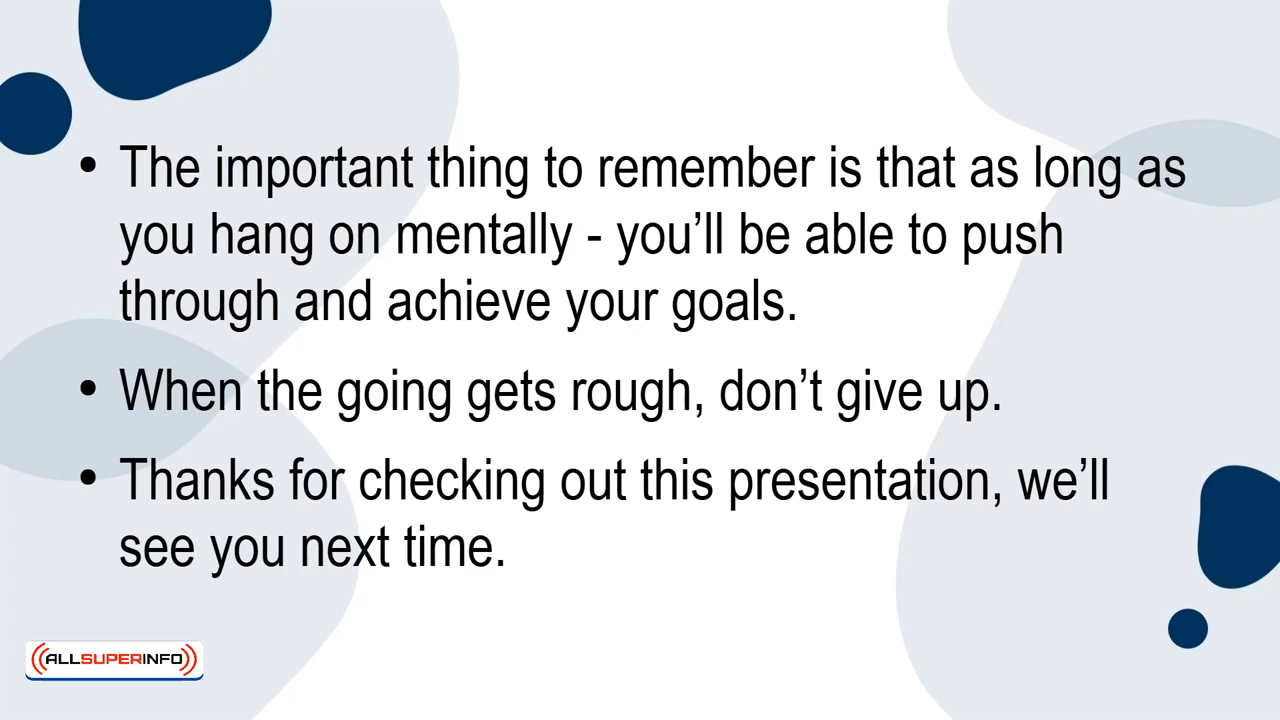 • The important thing to remember is that as long as
you hang on mentally - you’ll be able to push
through and achieve your goals.
• When the going gets rough, don’t give up.
• Thanks for checking out this presentation, we’ll
see you next time.
ALLSUPERINFO